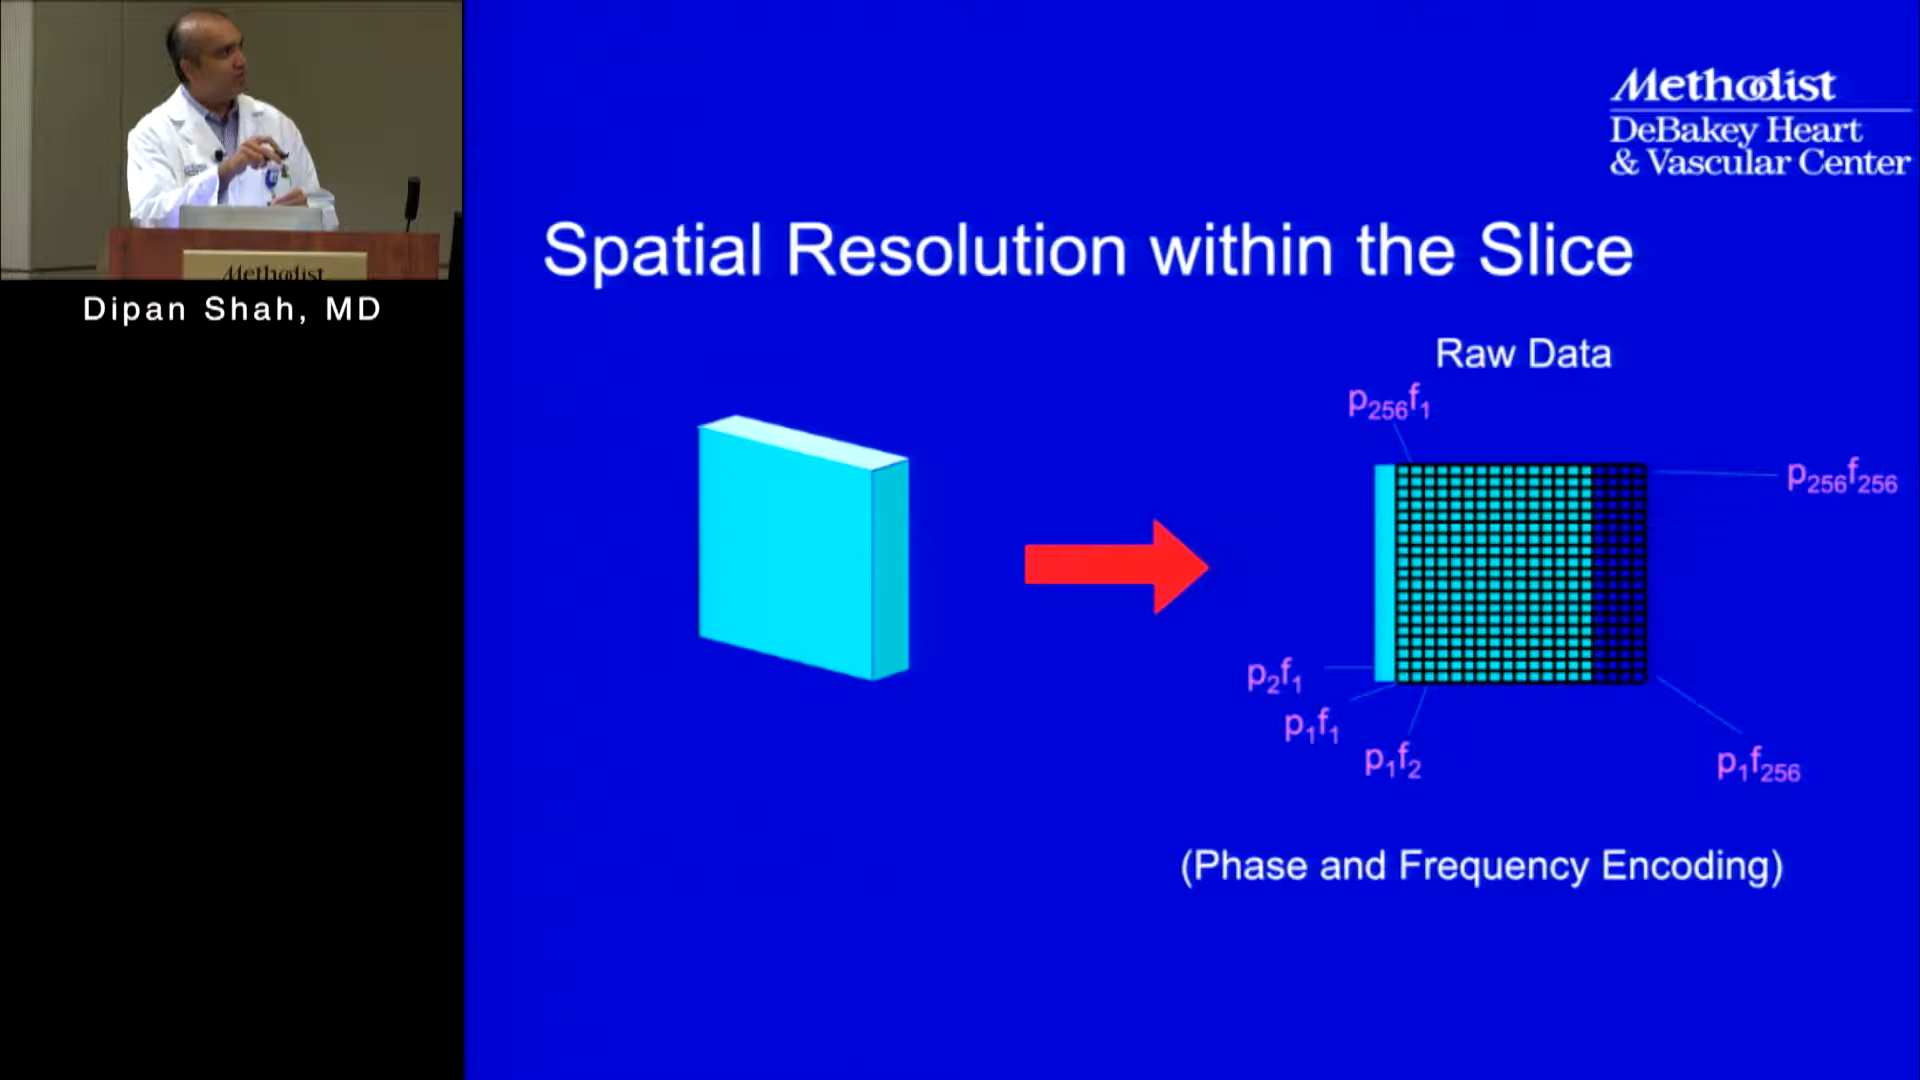 Methodist
Dipan Shah, MD
Methodist
DeBakey Heart
& Vascular Center
Spatial Resolution within the Slice
Raw Data
p256f1
p256f256
p2f1
p1f1
p1f2
p1f256
(Phase and Frequency Encoding)